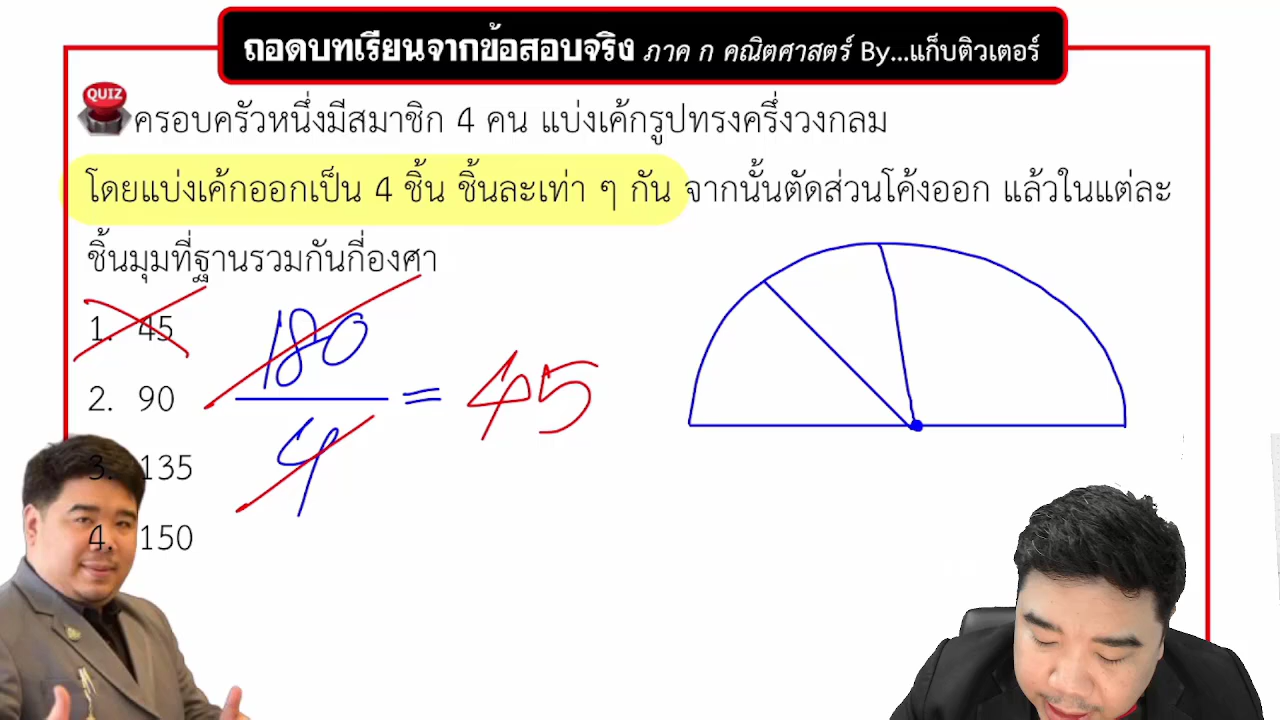 ถอดบทเรียนจากข้อสอบจริง ภาค ก คณิตศาสตร์ By...แก็บติวเตอร์
QUIZ
ครอบครัวหนึ่งมีสมาชิก 4 คน แบ่งเค้กรูปทรงครึ่งวงกลม
โดยแบ่งเค้กออกเป็น 4 ชิ้น ชิ้นละเท่า ๆ กัน จากนั้นตัดส่วนโค้งออก แล้วในแต่ละ
ชิ้นมุมที่ฐานรวมกันกี่องศา
1. 45
2. 90
3. 135
4. 150
180
4
= 45